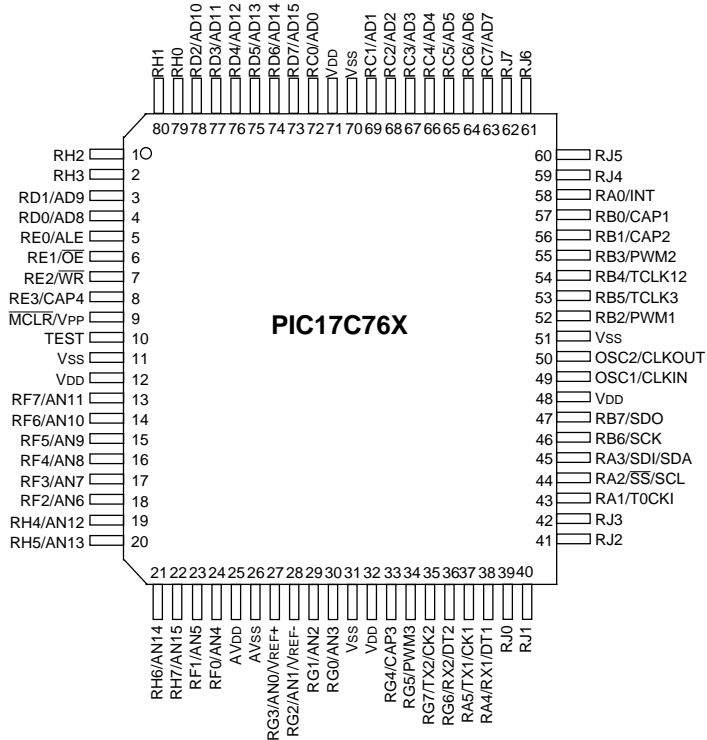 RH1
RH0
RD2/AD10
RD3/AD11
RD4/AD12
RD5/AD13
RD6/AD14
RD7/AD15
RC0/AD0
VDD
VSS
RC1/AD1
RC2/AD2
RC3/AD3
RC4/AD4
RC5/AD5
RC6/AD6
RC7/AD7
RJ7
RJ6
80 79 78 77 76 75 74 73 72 71 70 69 68 67 66 65 64 63 62 61
RH2 1
RH3 2
RD1/AD9 3
RD0/AD8 4
RE0/ALE 5
RE1/OE 6
RE2/WR 7
RE3/CAP4 8
MCLR/VPP 9
TEST 10
VSS 11
VDD 12
RF7/AN11 13
RF6/AN10 14
RF5/AN9 15
RF4/AN8 16
RF3/AN7 17
RF2/AN6 18
RH4/AN12 19
RH5/AN13 20
PIC17C76X
60 RJ5
59 RJ4
58 RA0/INT
57 RB0/CAP1
56 RB1/CAP2
55 RB3/PWM2
54 RB4/TCLK12
53 RB5/TCLK3
52 RB2/PWM1
51 VSS
50 OSC2/CLKOUT
49 OSC1/CLKIN
48 VDD
47 RB7/SDO
46 RB6/SCK
45 RA3/SDI/SDA
44 RA2/SS/SCL
43 RA1/T0CKI
42 RJ3
41 RJ2
21 22 23 24 25 26 27 28 29 30 31 32 33 34 35 36 37 38 39 40
RH6/AN14
RH7/AN15
RF1/AN5
RF0/AN4
AVDD
AVSS
RG3/AN0/VREF+
RG2/AN1/VREF-
RG1/AN2
RG0/AN3
VSS
VDD
RG4/CAP3
RG5/PWM3
RG7/TX2/CK2
RG6/RX2/DT2
RA5/TX1/CK1
RA4/RX1/DT1
RJ0
RJ1